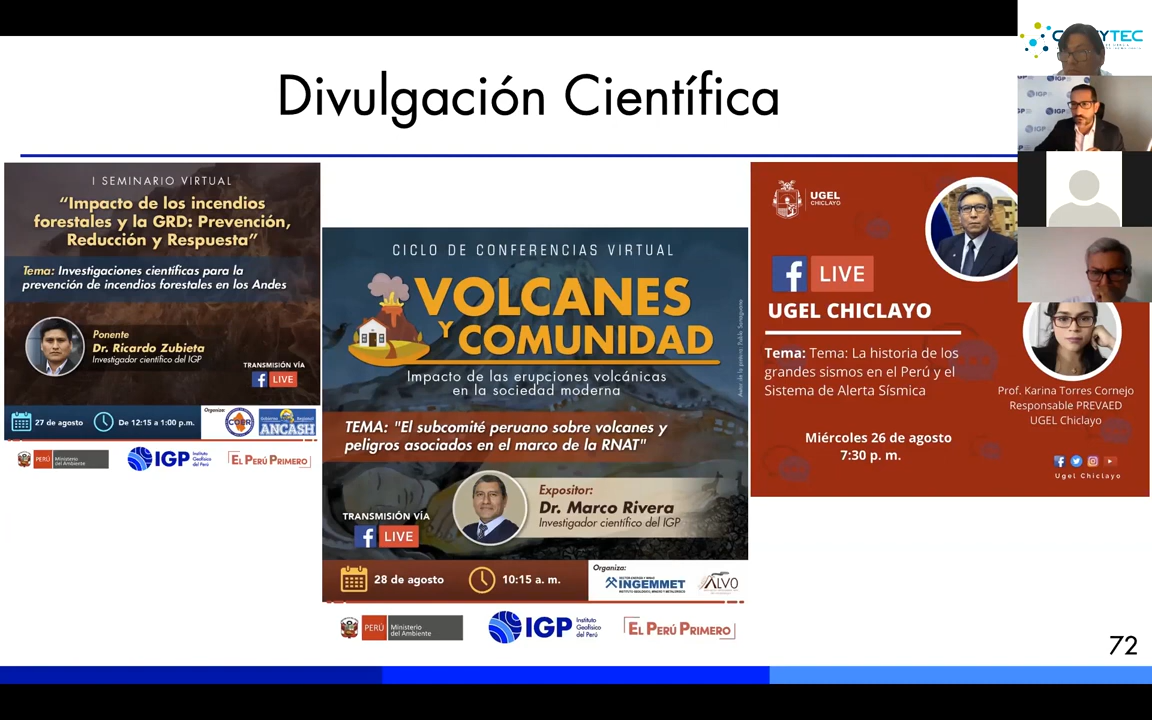 Divulgación Científica
I SEMINARIO VIRTUAL
“Impacto de los incendios
forestales y la GRD: Prevención,
Reducción y Respuesta”
Tema: Investigaciones científicas para la
prevención de incendios forestales en los Andes
Ponente
Dr. Ricardo Zubieta
Investigador científico del IGP
TRANSMISIÓN VÍA
f LIVE
27 de agosto
De 12:15 a 1:00 p.m.
Organiza:
COER
Gobierno Regional
ANCASH
PERÚ
Ministerio
del Ambiente
IGP
Instituto
Geofísico
del Perú
EL PERÚ PRIMERO
CICLO DE CONFERENCIAS VIRTUAL
VOLCANES
Y COMUNIDAD
Impacto de las erupciones volcánicas
en la sociedad moderna
TEMA: "El subcomité peruano sobre volcanes y
peligros asociados en el marco de la RNAT"
Expositor:
Dr. Marco Rivera
Investigador científico del IGP
TRANSMISIÓN VÍA
f LIVE
28 de agosto
10:15 a. m.
Organiza:
INGEMMET
PERÚ
Ministerio
del Ambiente
IGP
Instituto
Geofísico
del Perú
EL PERÚ PRIMERO
UGEL
CHICLAYO
f LIVE
UGEL CHICLAYO
Tema: Tema: La historia de los
grandes sismos en el Perú y el
Sistema de Alerta Sísmica
Miércoles 26 de agosto
7:30 p. m.
Prof. Karina Torres Cornejo
Responsable PREVAED
UGEL Chiclayo
Ugel Chiclayo
YTEC
IGP
72